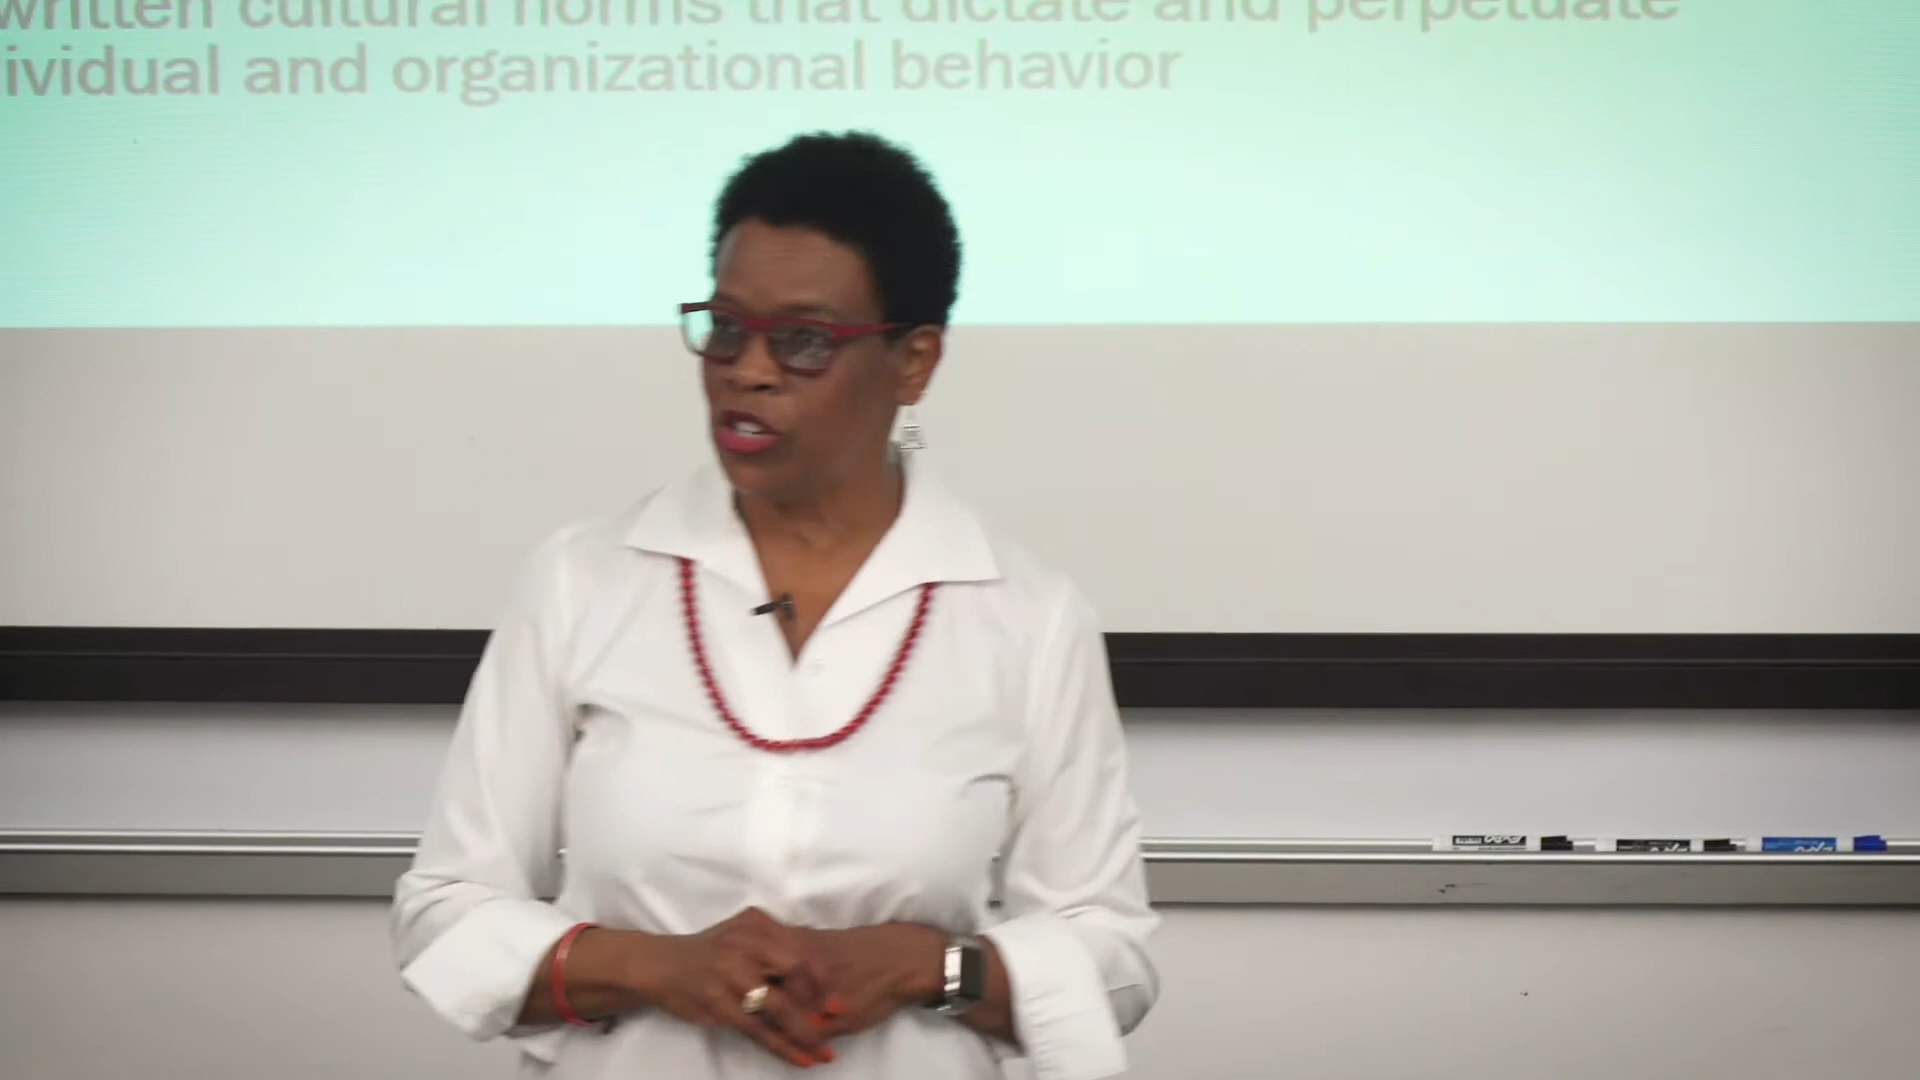 written cultural norms that dictate and perpetuate
ividual and organizational behavior